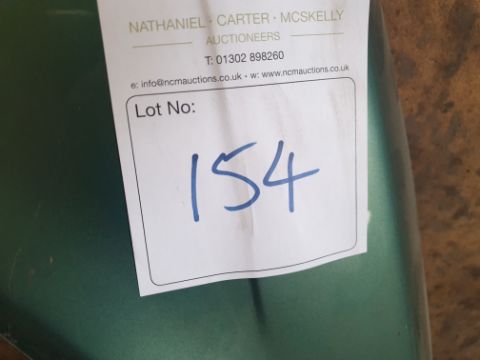 NATHANIEL · CARTER · MCSKELLY
AUCTIONEERS
T: 01302 898260
e: info@ncmauctions.co.uk · w: www.ncmauctions.co.uk
Lot No:
154